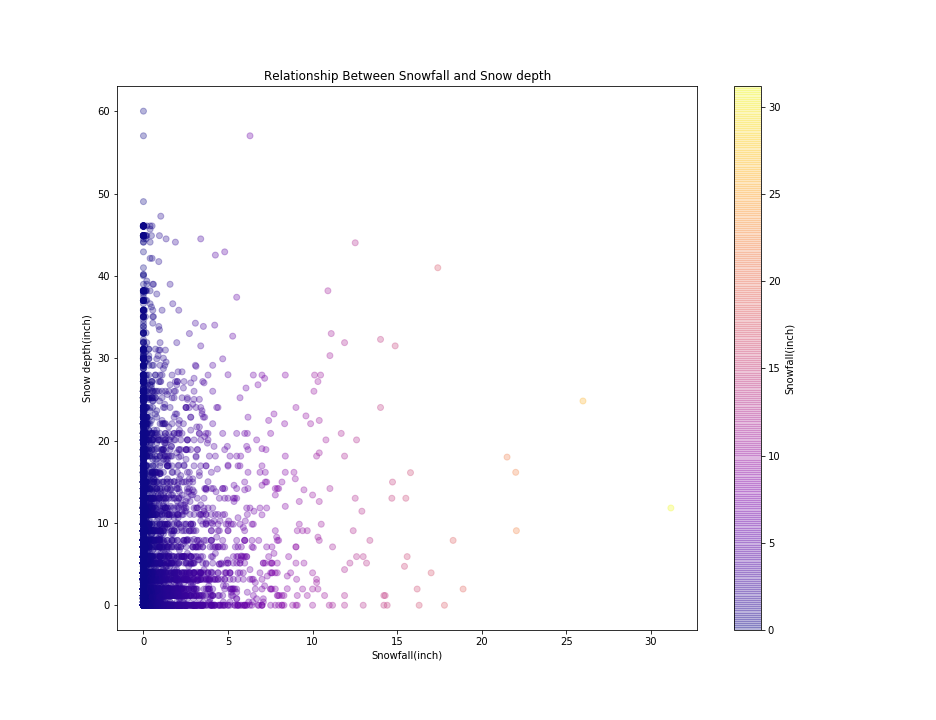 Relationship Between Snowfall and Snow depth
60
50
40
30
20
10
0
Snow depth(inch)
0 5 10 15 20 25 30
Snowfall(inch)
30
25
20
15
10
5
0
Snowfall(inch)